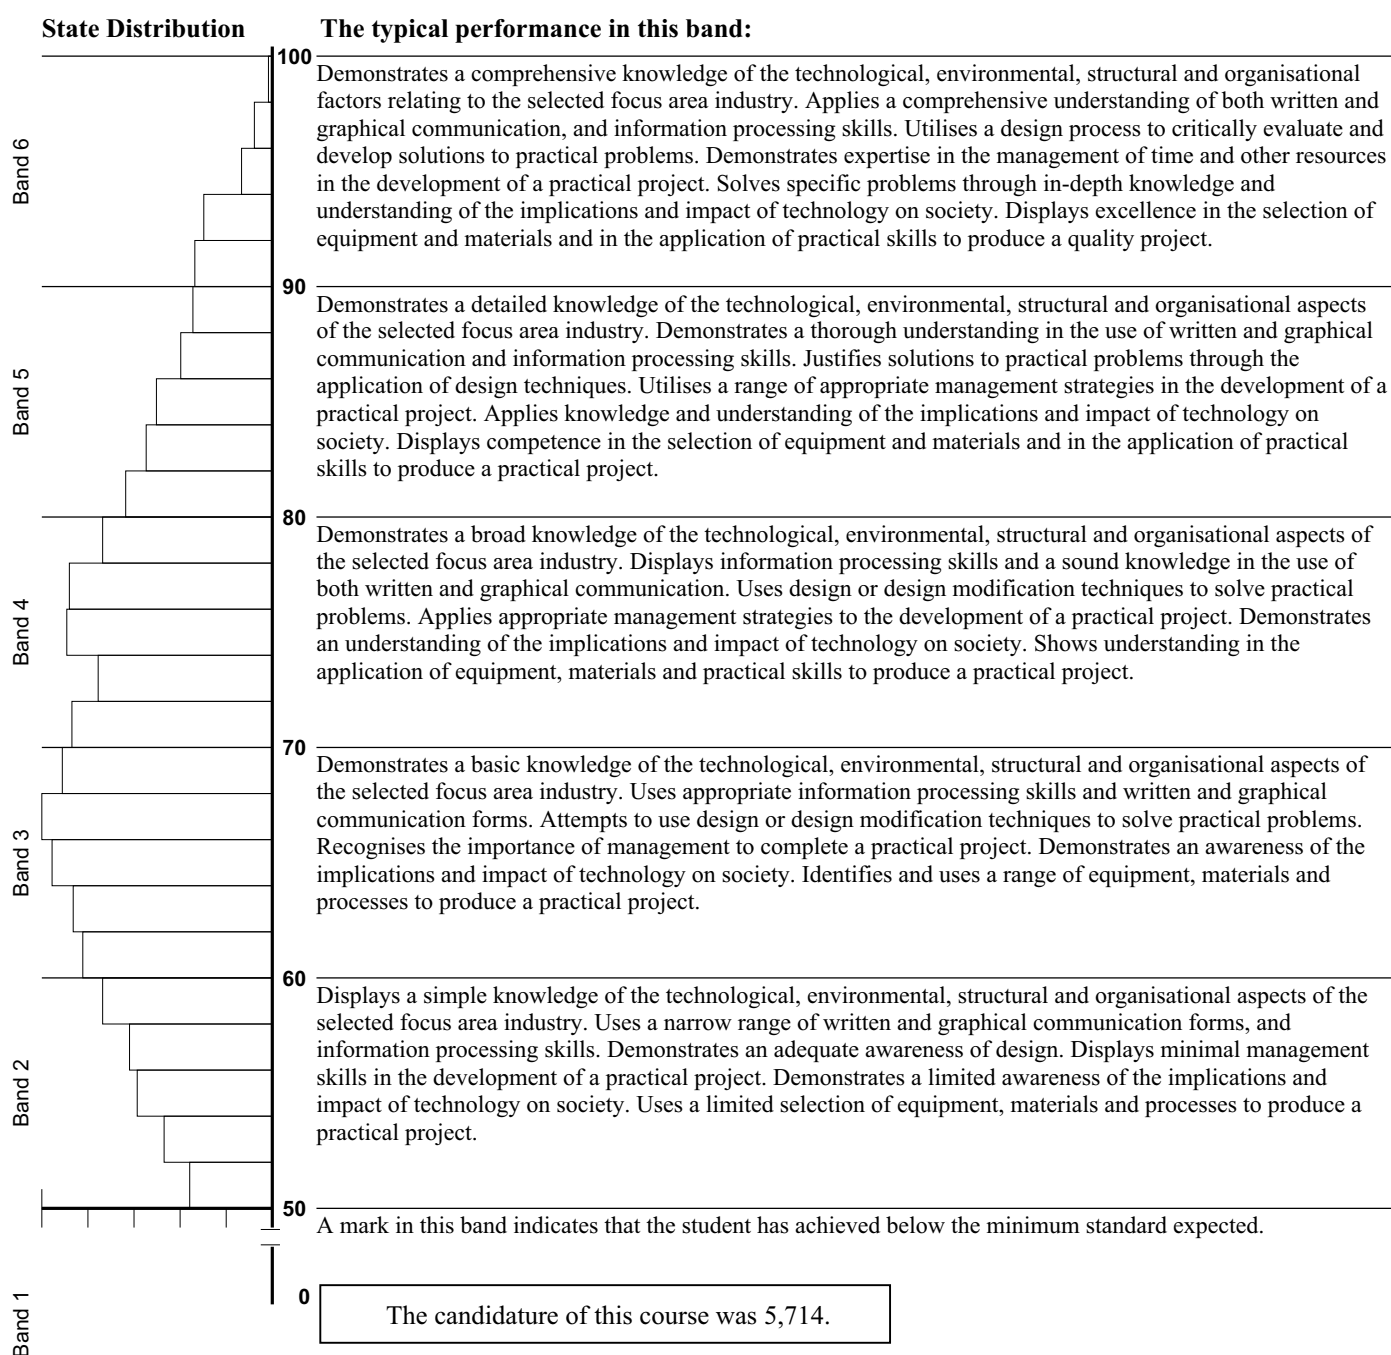 State Distribution
The typical performance in this band:
100
Band 6
Demonstrates a comprehensive knowledge of the technological, environmental, structural and organisational
factors relating to the selected focus area industry. Applies a comprehensive understanding of both written and
graphical communication, and information processing skills. Utilises a design process to critically evaluate and
develop solutions to practical problems. Demonstrates expertise in the management of time and other resources
in the development of a practical project. Solves specific problems through in-depth knowledge and
understanding of the implications and impact of technology on society. Displays excellence in the selection of
equipment and materials and in the application of practical skills to produce a quality project.
90
Band 5
Demonstrates a detailed knowledge of the technological, environmental, structural and organisational aspects
of the selected focus area industry. Demonstrates a thorough understanding in the use of written and graphical
communication and information processing skills. Justifies solutions to practical problems through the
application of design techniques. Utilises a range of appropriate management strategies in the development of a
practical project. Applies knowledge and understanding of the implications and impact of technology on
society. Displays competence in the selection of equipment and materials and in the application of practical
skills to produce a practical project.
80
Band 4
Demonstrates a broad knowledge of the technological, environmental, structural and organisational aspects of
the selected focus area industry. Displays information processing skills and a sound knowledge in the use of
both written and graphical communication. Uses design or design modification techniques to solve practical
problems. Applies appropriate management strategies to the development of a practical project. Demonstrates
an understanding of the implications and impact of technology on society. Shows understanding in the
application of equipment, materials and practical skills to produce a practical project.
70
Band 3
Demonstrates a basic knowledge of the technological, environmental, structural and organisational aspects of
the selected focus area industry. Uses appropriate information processing skills and written and graphical
communication forms. Attempts to use design or design modification techniques to solve practical problems.
Recognises the importance of management to complete a practical project. Demonstrates an awareness of the
implications and impact of technology on society. Identifies and uses a range of equipment, materials and
processes to produce a practical project.
60
Band 2
Displays a simple knowledge of the technological, environmental, structural and organisational aspects of the
selected focus area industry. Uses a narrow range of written and graphical communication forms, and
information processing skills. Demonstrates an adequate awareness of design. Displays minimal management
skills in the development of a practical project. Demonstrates a limited awareness of the implications and
impact of technology on society. Uses a limited selection of equipment, materials and processes to produce a
practical project.
50
A mark in this band indicates that the student has achieved below the minimum standard expected.
Band 1
0
The candidature of this course was 5,714.